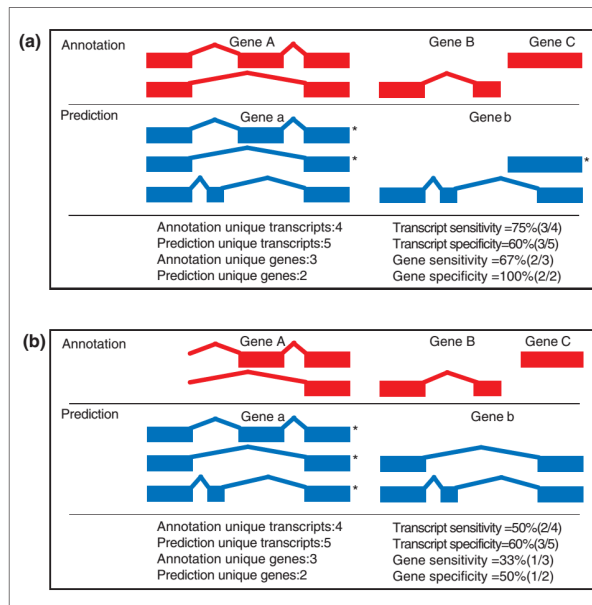 (a)
Annotation Gene A Gene B Gene C
Prediction Gene a Gene b
*
* *
Annotation unique transcripts:4 Transcript sensitivity =75%(3/4)
Prediction unique transcripts:5 Transcript specificity=60%(3/5)
Annotation unique genes:3 Gene sensitivity =67%(2/3)
Prediction unique genes:2 Gene specificity =100%(2/2)
(b)
Annotation Gene A Gene B Gene C
Prediction Gene a Gene b
*
*
*
Annotation unique transcripts:4 Transcript sensitivity =50%(2/4)
Prediction unique transcripts:5 Transcript specificity=60%(3/5)
Annotation unique genes:3 Gene sensitivity =33%(1/3)
Prediction unique genes:2 Gene specificity =50%(1/2)